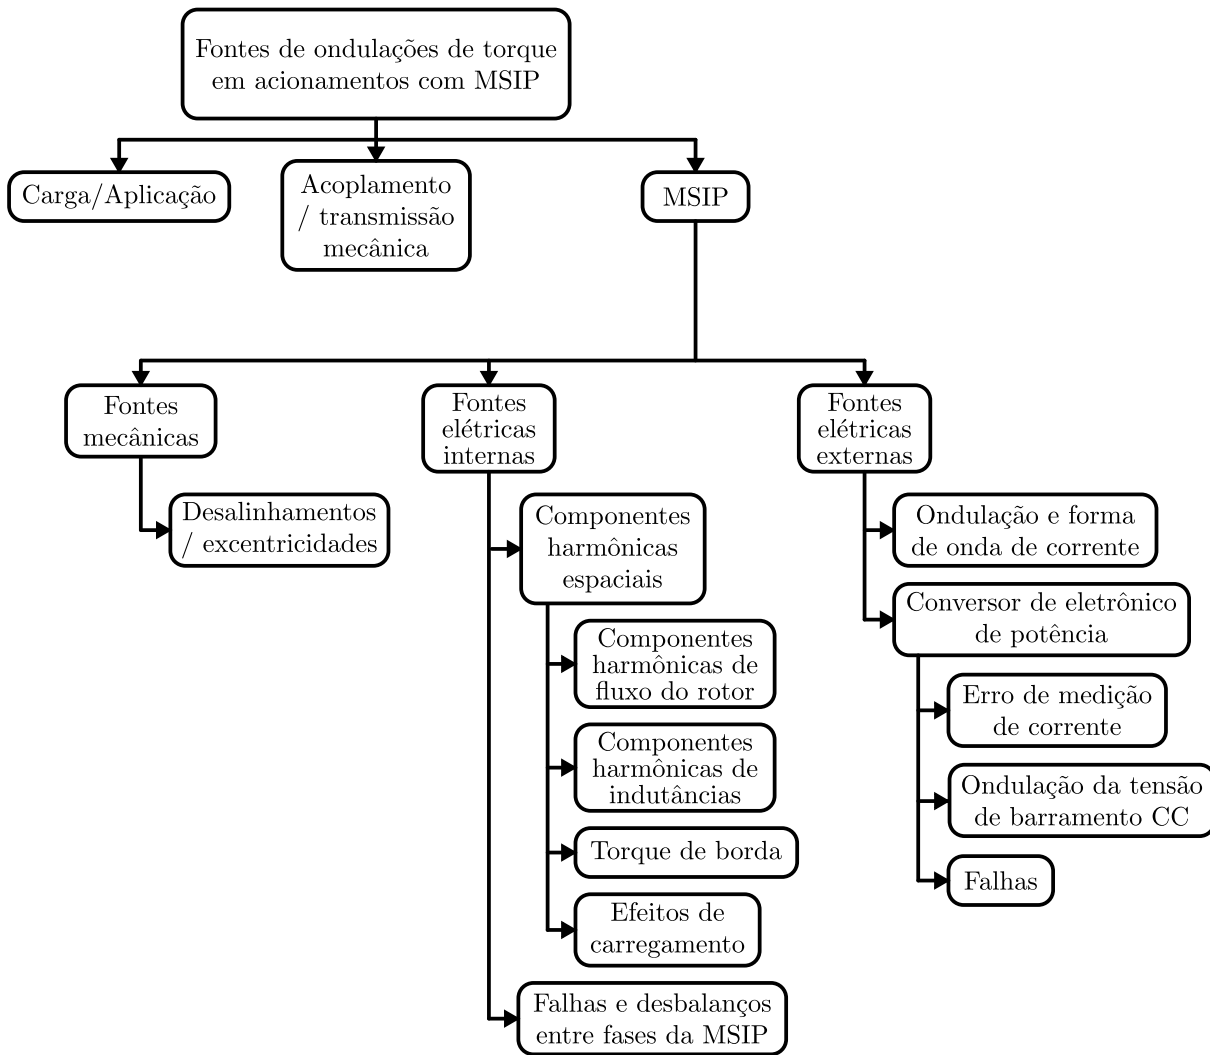 Fontes de ondulações de torque
em acionamentos com MSIP
Carga/Aplicação
Acoplamento
/ transmissão
mecânica
MSIP
Fontes
mecânicas
Desalinhamentos
/ excentricidades
Fontes
elétricas
internas
Componentes
harmônicas
espaciais
Componentes
harmônicas de
fluxo do rotor
Componentes
harmônicas de
indutâncias
Torque de borda
Efeitos de
carregamento
Falhas e desbalanços
entre fases da MSIP
Fontes
elétricas
externas
Ondulação e forma
de onda de corrente
Conversor de eletrônico
de potência
Erro de medição
de corrente
Ondulação da tensão
de barramento CC
Falhas